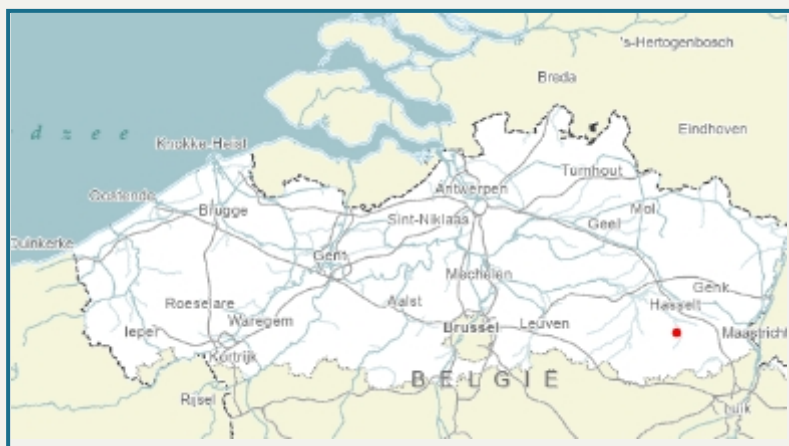 's-Hertogenbosch
Breda
Eindhoven
dzee
Knokke-Heist
Turnhout
Antwerpen
Oostende
Brugge
Sint-Niklaas
Geel
Mol
Duinkerke
Gent
Mechelen
Genk
Roeselare
Aalst
Hasselt
Ieper
Waregem
Brussel
Leuven
Maastricht
Kortrijk
BELGIË
Rijsel
Luik